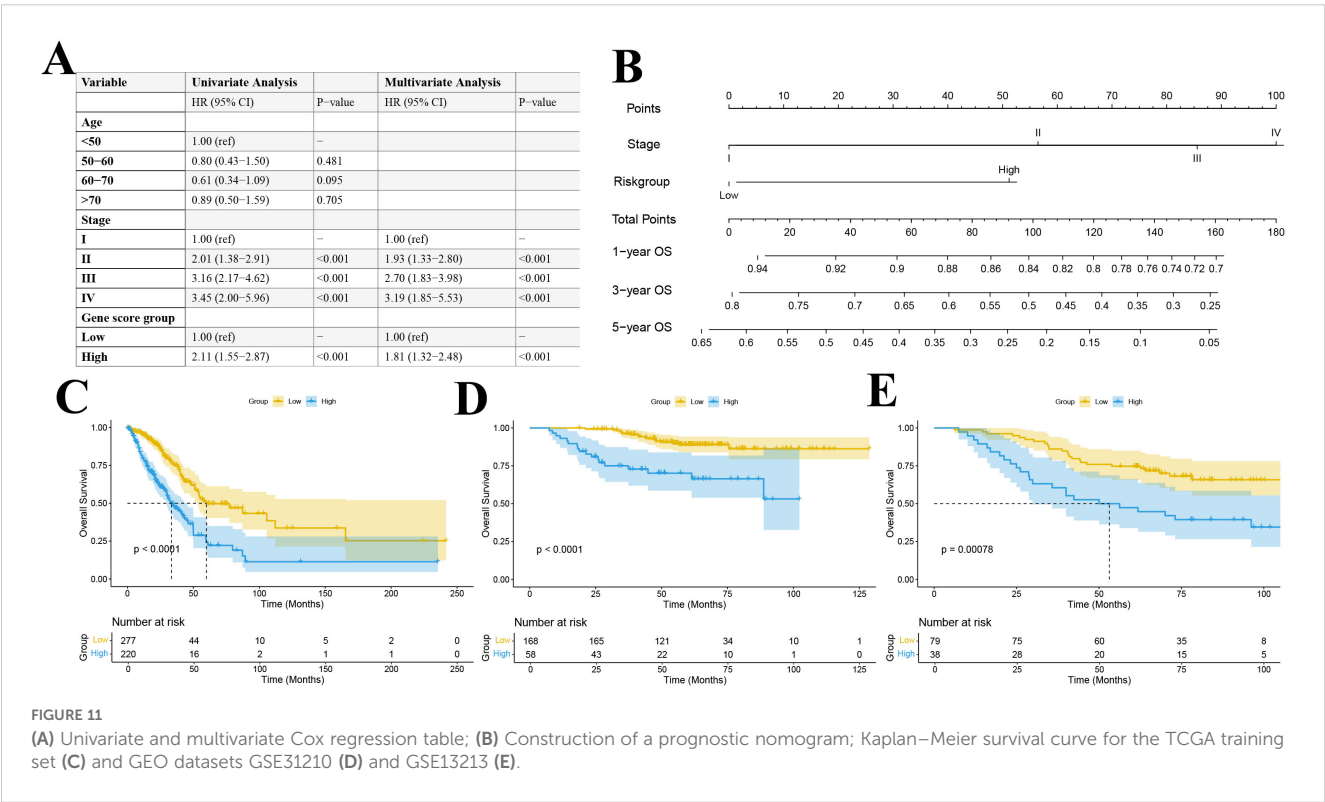 A
Variable Univariate Analysis Multivariate Analysis
HR (95% CI) P−value HR (95% CI) P−value
Age
<50 1.00 (ref) −
50−60 0.80 (0.43−1.50) 0.481
60−70 0.61 (0.34−1.09) 0.095
>70 0.89 (0.50−1.59) 0.705
Stage
I 1.00 (ref) − 1.00 (ref) −
II 2.01 (1.38−2.91) <0.001 1.93 (1.33−2.80) <0.001
III 3.16 (2.17−4.62) <0.001 2.70 (1.83−3.98) <0.001
IV 3.45 (2.00−5.96) <0.001 3.19 (1.85−5.53) <0.001
Gene score group
Low 1.00 (ref) − 1.00 (ref) −
High 2.11 (1.55−2.87) <0.001 1.81 (1.32−2.48) <0.001
B
Points 0 10 20 30 40 50 60 70 80 90 100
II IV
Stage
I III
Riskgroup High
Low
Total Points
0 20 40 60 80 100 120 140 160 180
1−year OS
0.94 0.92 0.9 0.88 0.86 0.84 0.82 0.8 0.78 0.76 0.74 0.72 0.7
3−year OS
0.8 0.75 0.7 0.65 0.6 0.55 0.5 0.45 0.4 0.35 0.3 0.25
5−year OS
0.65 0.6 0.55 0.5 0.45 0.4 0.35 0.3 0.25 0.2 0.15 0.1 0.05
C
Group Low High
Overall Survival
1.00
0.75
0.50
0.25
0.00
p < 0.0001
0 50 100 150 200 250
Time (Months)
Number at risk
Group
Low 277 44 10 5 2 0
High 220 16 2 1 1 0
0 50 100 150 200 250
Time (Months)
D
Group Low High
Overall Survival
1.00
0.75
0.50
0.25
0.00
p < 0.0001
0 25 50 75 100 125
Time (Months)
Number at risk
Group
Low 168 165 121 34 10 1
High 58 43 22 10 1 0
0 25 50 75 100 125
Time (Months)
E
Group Low High
Overall Survival
1.00
0.75
0.50
0.25
0.00
p = 0.00078
0 25 50 75 100
Time (Months)
Number at risk
Group
Low 79 75 60 35 8
High 38 28 20 15 5
0 25 50 75 100
Time (Months)
FIGURE 11
(A) Univariate and multivariate Cox regression table; (B) Construction of a prognostic nomogram; Kaplan–Meier survival curve for the TCGA training
set (C) and GEO datasets GSE31210 (D) and GSE13213 (E).